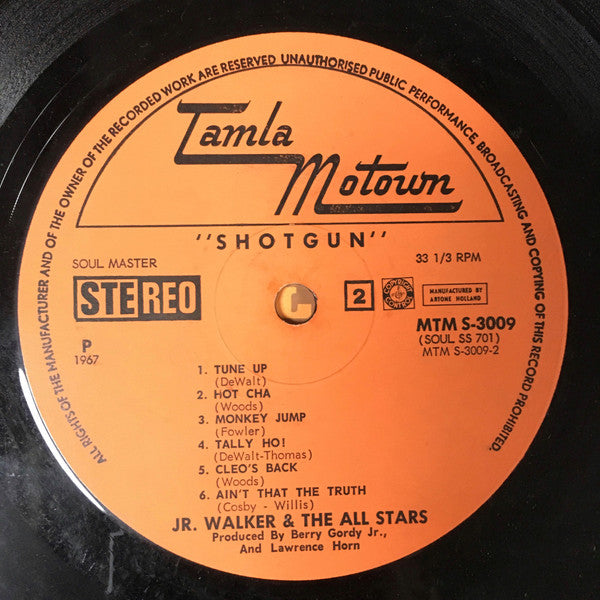 ALL RIGHTS OF THE MANUFACTURER AND OF THE OWNER OF THE RECORDED WORK ARE RESERVED UNAUTHORISED PUBLIC PERFORMANCE, BROADCASTING AND COPYING OF THIS RECORD PROHIBITED.
Tamla
Motown
"SHOTGUN"
SOUL MASTER
33 1/3 RPM
STEREO
2
COPYRIGHT CONTROL
MANUFACTURED BY
ARTONE HOLLAND
P
1967
MTM S-3009
(SOUL SS 701)
MTM S-3009-2
1. TUNE UP
(DeWalt)
2. HOT CHA
(Woods)
3. MONKEY JUMP
(Fowler)
4. TALLY HO!
(DeWalt-Thomas)
5. CLEO'S BACK
(Woods)
6. AIN'T THAT THE TRUTH
(Cosby - Willis)
JR. WALKER & THE ALL STARS
Produced By Berry Gordy Jr.,
And Lawrence Horn